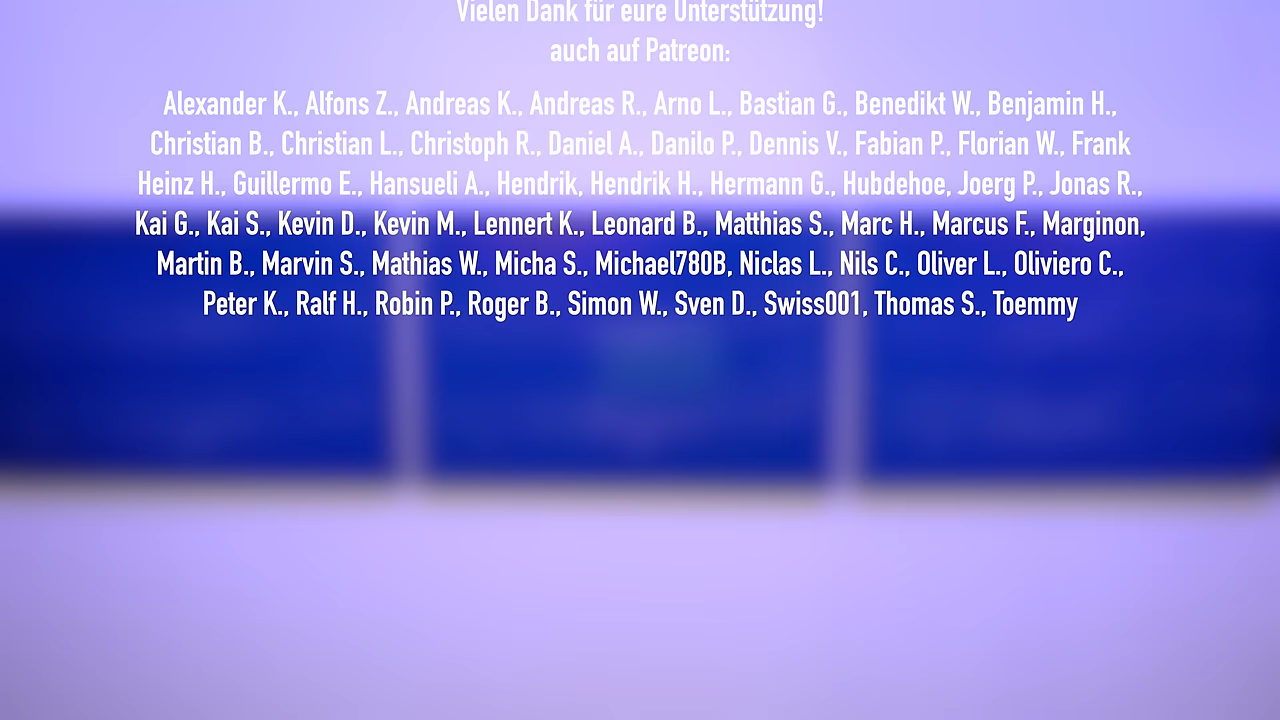 Vielen Dank für eure Unterstützung!
auch auf Patreon:
Alexander K., Alfons Z., Andreas K., Andreas R., Arno L., Bastian G., Benedikt W., Benjamin H.,
Christian B., Christian L., Christoph R., Daniel A., Danilo P., Dennis V., Fabian P., Florian W., Frank
Heinz H., Guillermo E., Hansueli A., Hendrik, Hendrik H., Hermann G., Hubdehoe, Joerg P., Jonas R.,
Kai G., Kai S., Kevin D., Kevin M., Lennert K., Leonard B., Matthias S., Marc H., Marcus F., Marginon,
Martin B., Marvin S., Mathias W., Micha S., Michael780B, Niclas L., Nils C., Oliver L., Oliviero C.,
Peter K., Ralf H., Robin P., Roger B., Simon W., Sven D., Swiss001, Thomas S., Toemmy